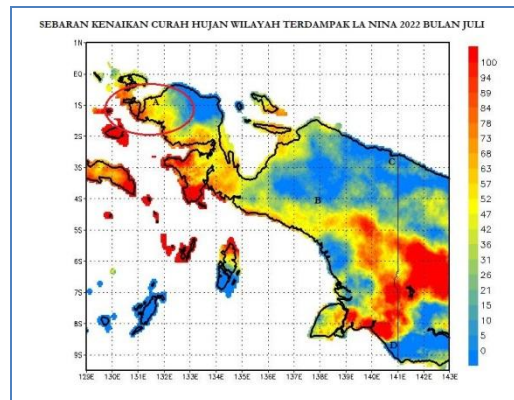 SEBARAN KENAIKAN CURAH HUJAN WILAYAH TERDAMPAK LA NINA 2022 BULAN JULI
1N
EQ
1S
2S
3S
4S
5S
6S
7S
8S
9S
A
B
C
D
129E 130E 131E 132E 133E 134E 135E 136E 137E 138E 139E 140E 141E 142E 143E
100
94
89
84
78
73
68
63
57
52
47
42
36
31
26
21
15
10
5
0